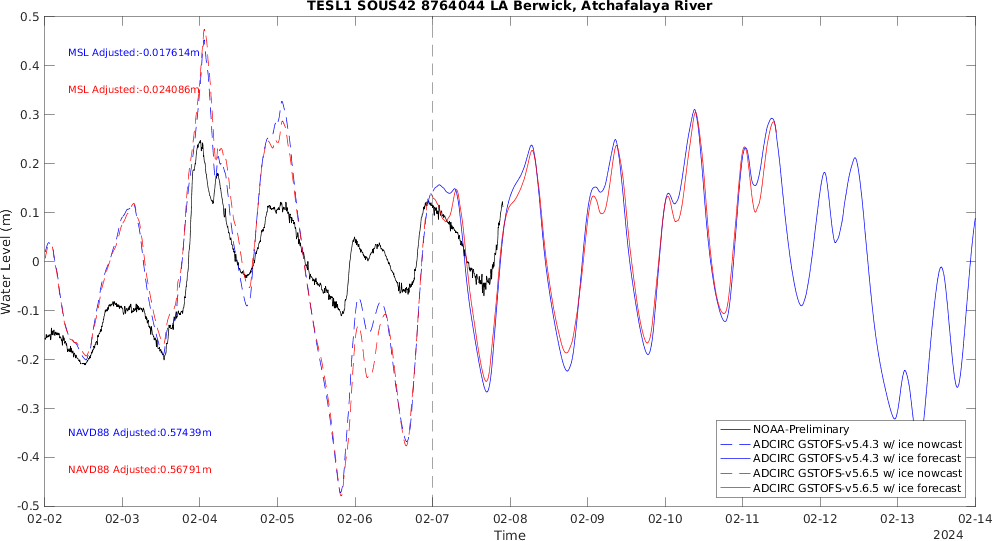 TESL1 SOUS42 8764044 LA Berwick, Atchafalaya River
0.5
0.4
0.3
0.2
0.1
0
-0.1
-0.2
-0.3
-0.4
-0.5
Water Level (m)
MSL Adjusted:-0.017614m
MSL Adjusted:-0.024086m
NAVD88 Adjusted:0.57439m
NAVD88 Adjusted:0.56791m
NOAA-Preliminary
ADCIRC GSTOFS-v5.4.3 w/ ice nowcast
ADCIRC GSTOFS-v5.4.3 w/ ice forecast
ADCIRC GSTOFS-v5.6.5 w/ ice nowcast
ADCIRC GSTOFS-v5.6.5 w/ ice forecast
02-02 02-03 02-04 02-05 02-06 02-07 02-08 02-09 02-10 02-11 02-12 02-13 02-14
Time
2024